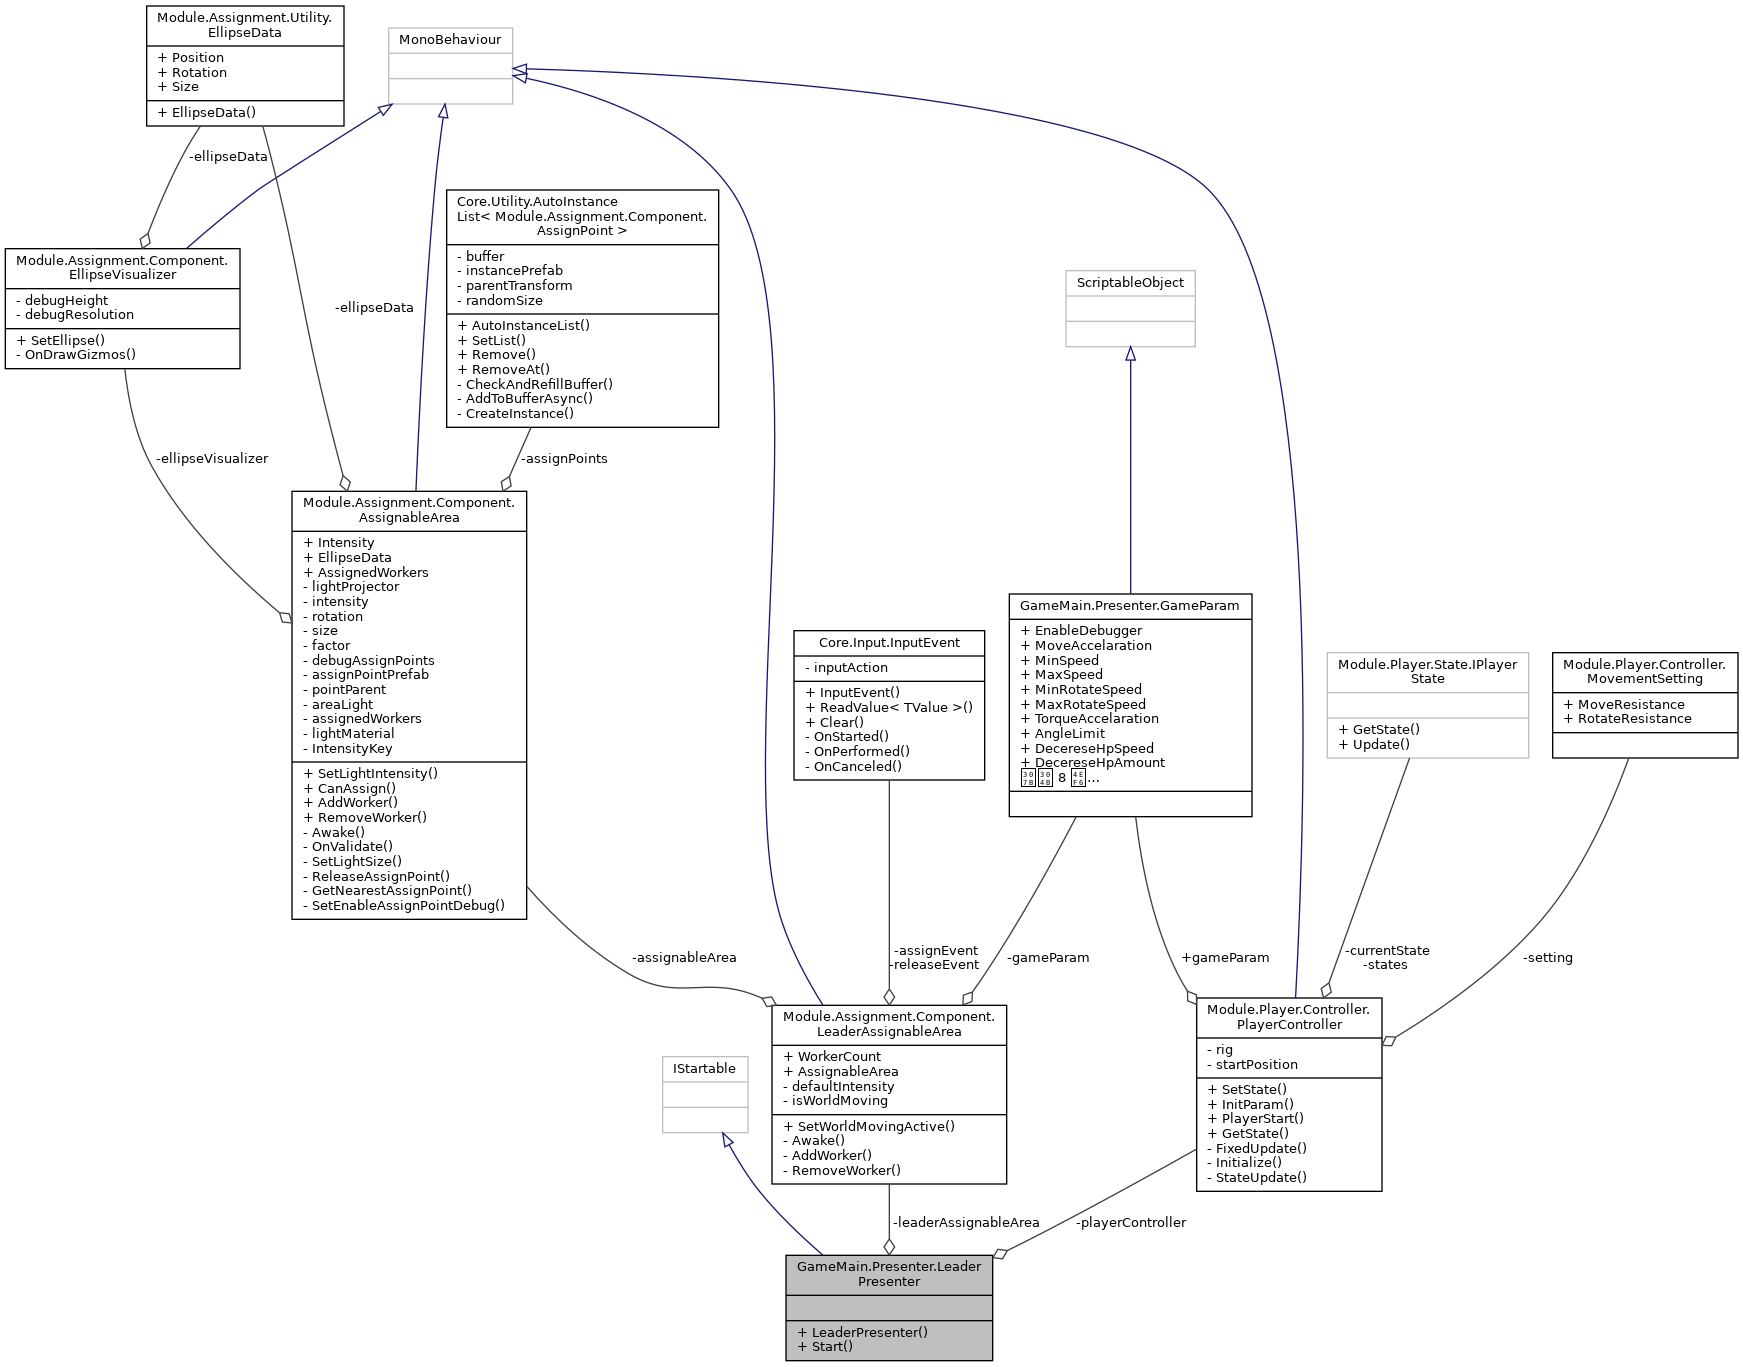 Module.Assignment.Utility.
EllipseData
+ Position
+ Rotation
+ Size
+ EllipseData()
MonoBehaviour
-ellipseData
Core.Utility.AutoInstance
List< Module.Assignment.Component.
AssignPoint >
- buffer
- instancePrefab
- parentTransform
- randomSize
+ AutoInstanceList()
+ SetList()
+ Remove()
+ RemoveAt()
- CheckAndRefillBuffer()
- AddToBufferAsync()
- CreateInstance()
Module.Assignment.Component.
EllipseVisualizer
- debugHeight
- debugResolution
+ SetEllipse()
- OnDrawGizmos()
-ellipseData
ScriptableObject
-ellipseVisualizer
-assignPoints
Module.Assignment.Component.
AssignableArea
+ Intensity
+ EllipseData
+ AssignedWorkers
- lightProjector
- intensity
- rotation
- size
- factor
- debugAssignPoints
- assignPointPrefab
- pointParent
- areaLight
- assignedWorkers
- lightMaterial
- IntensityKey
+ SetLightIntensity()
+ CanAssign()
+ AddWorker()
+ RemoveWorker()
- Awake()
- OnValidate()
- SetLightSize()
- ReleaseAssignPoint()
- GetNearestAssignPoint()
- SetEnableAssignPointDebug()
Core.Input.InputEvent
- inputAction
+ InputEvent()
+ ReadValue< TValue >()
+ Clear()
- OnStarted()
- OnPerformed()
- OnCanceled()
GameMain.Presenter.GameParam
+ EnableDebugger
+ MoveAccelaration
+ MinSpeed
+ MaxSpeed
+ MinRotateSpeed
+ MaxRotateSpeed
+ TorqueAccelaration
+ AngleLimit
+ DecereseHpSpeed
+ DecereseHpAmount
8 ...
Module.Player.State.IPlayer
State
+ GetState()
+ Update()
Module.Player.Controller.
MovementSetting
+ MoveResistance
+ RotateResistance
-assignableArea
-assignEvent
-releaseEvent
-gameParam
+gameParam
-currentState
-states
-setting
Module.Assignment.Component.
LeaderAssignableArea
+ WorkerCount
+ AssignableArea
- defaultIntensity
- isWorldMoving
+ SetWorldMovingActive()
- Awake()
- AddWorker()
- RemoveWorker()
Module.Player.Controller.
PlayerController
- rig
- startPosition
+ SetState()
+ InitParam()
+ PlayerStart()
+ GetState()
- FixedUpdate()
- Initialize()
- StateUpdate()
IStartable
-leaderAssignableArea
-playerController
GameMain.Presenter.Leader
Presenter
+ LeaderPresenter()
+ Start()